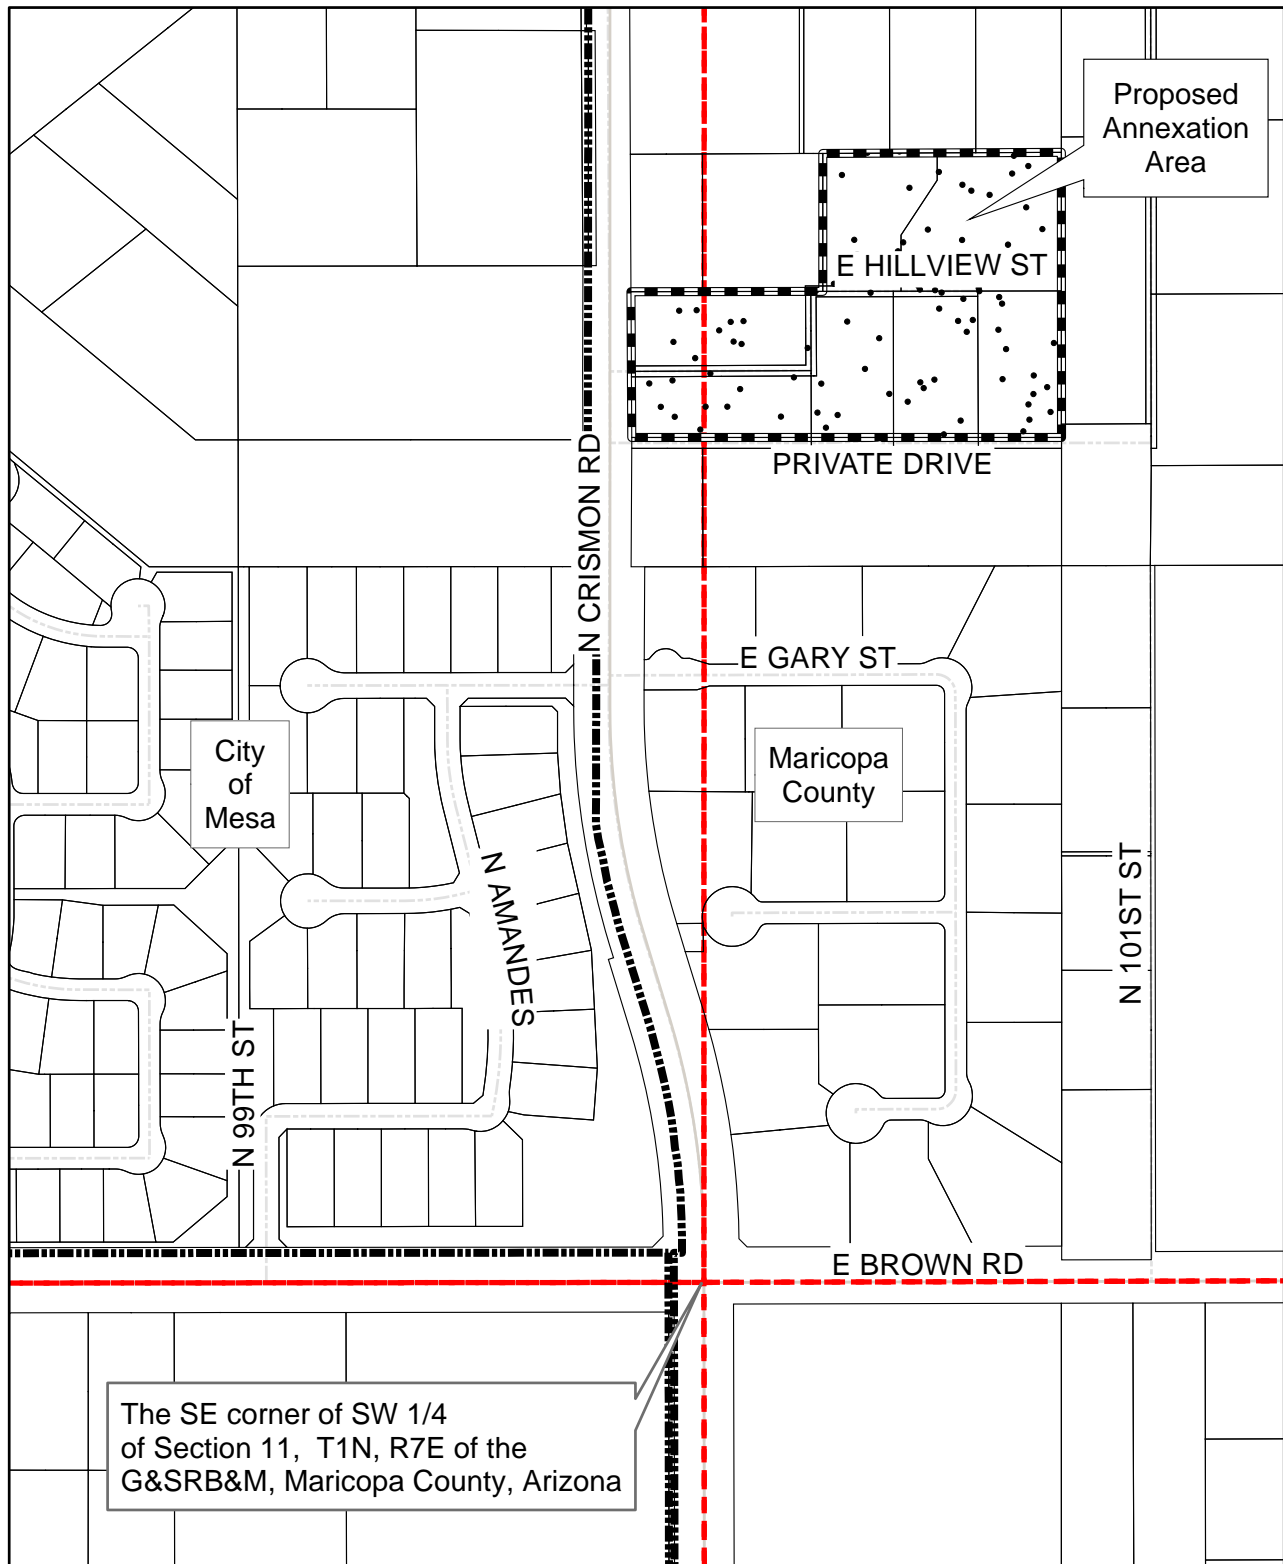 Proposed
Annexation
Area
E HILLVIEW ST
PRIVATE DRIVE
N CRISMON RD
E GARY ST
City
of
Mesa
Maricopa
County
N AMANDES
N 101ST ST
N 99TH ST
E BROWN RD
The SE corner of SW 1/4
of Section 11, T1N, R7E of the
G&SRB&M, Maricopa County, Arizona